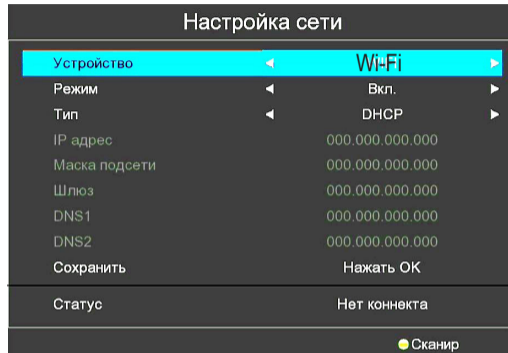 Настройка сети
Устройство Wi-Fi
Режим Вкл.
Тип DHCP
IP адрес 000.000.000.000
Маска подсети 000.000.000.000
Шлюз 000.000.000.000
DNS1 000.000.000.000
DNS2 000.000.000.000
Сохранить Нажать OK
Статус Нет коннекта
Сканир